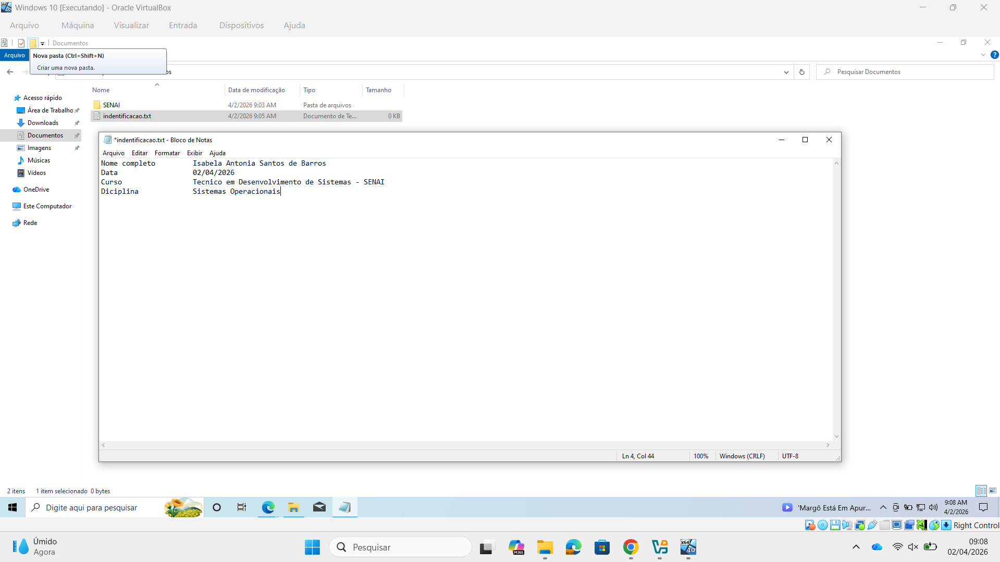 Windows 10 [Executando] - Oracle VirtualBox
Arquivo Máquina Visualizar Entrada Dispositivos Ajuda
Documentos
Arquivo
Nova pasta (Ctrl+Shift+N)
Criar uma nova pasta.
os
Pesquisar Documentos
Nome Data de modificação Tipo Tamanho
SENAI 4/2/2026 9:03 AM Pasta de arquivos
indentificacao.txt 4/2/2026 9:05 AM Documento de Te... 0 KB
Acesso rápido
Área de Trabalho
Downloads
Documentos
Imagens
Músicas
Vídeos
OneDrive
Este Computador
Rede
*indentificacao.txt - Bloco de Notas
Arquivo Editar Formatar Exibir Ajuda
Nome completo Isabela Antonia Santos de Barros
Data 02/04/2026
Curso Tecnico em Desenvolvimento de Sistemas - SENAI
Diciplina Sistemas Operacionais
Ln 4, Col 44 100% Windows (CRLF) UTF-8
2 itens 1 item selecionado 0 bytes
Digite aqui para pesquisar
'Margô Está Em Apur...
9:08 AM
4/2/2026
Right Control
Úmido
Agora
Pesquisar
M365
x64
10
09:08
02/04/2026